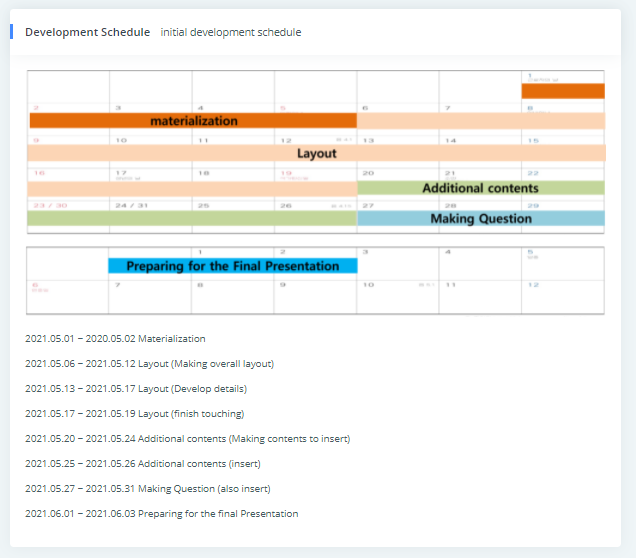 Development Schedule initial development schedule
1
2 3 4 5 6 7 8
materialization
9 10 11 12 13 14 15
Layout
16 17 18 19 20 21 22
Additional contents
23 / 30 24 / 31 25 26 27 28 29
Making Question
1 2 3 4 5
Preparing for the Final Presentation
6 7 8 9 10 11 12
2021.05.01 – 2020.05.02 Materialization
2021.05.06 – 2021.05.12 Layout (Making overall layout)
2021.05.13 – 2021.05.17 Layout (Develop details)
2021.05.17 – 2021.05.19 Layout (finish touching)
2021.05.20 – 2021.05.24 Additional contents (Making contents to insert)
2021.05.25 – 2021.05.26 Additional contents (insert)
2021.05.27 – 2021.05.31 Making Question (also insert)
2021.06.01 – 2021.06.03 Preparing for the final Presentation